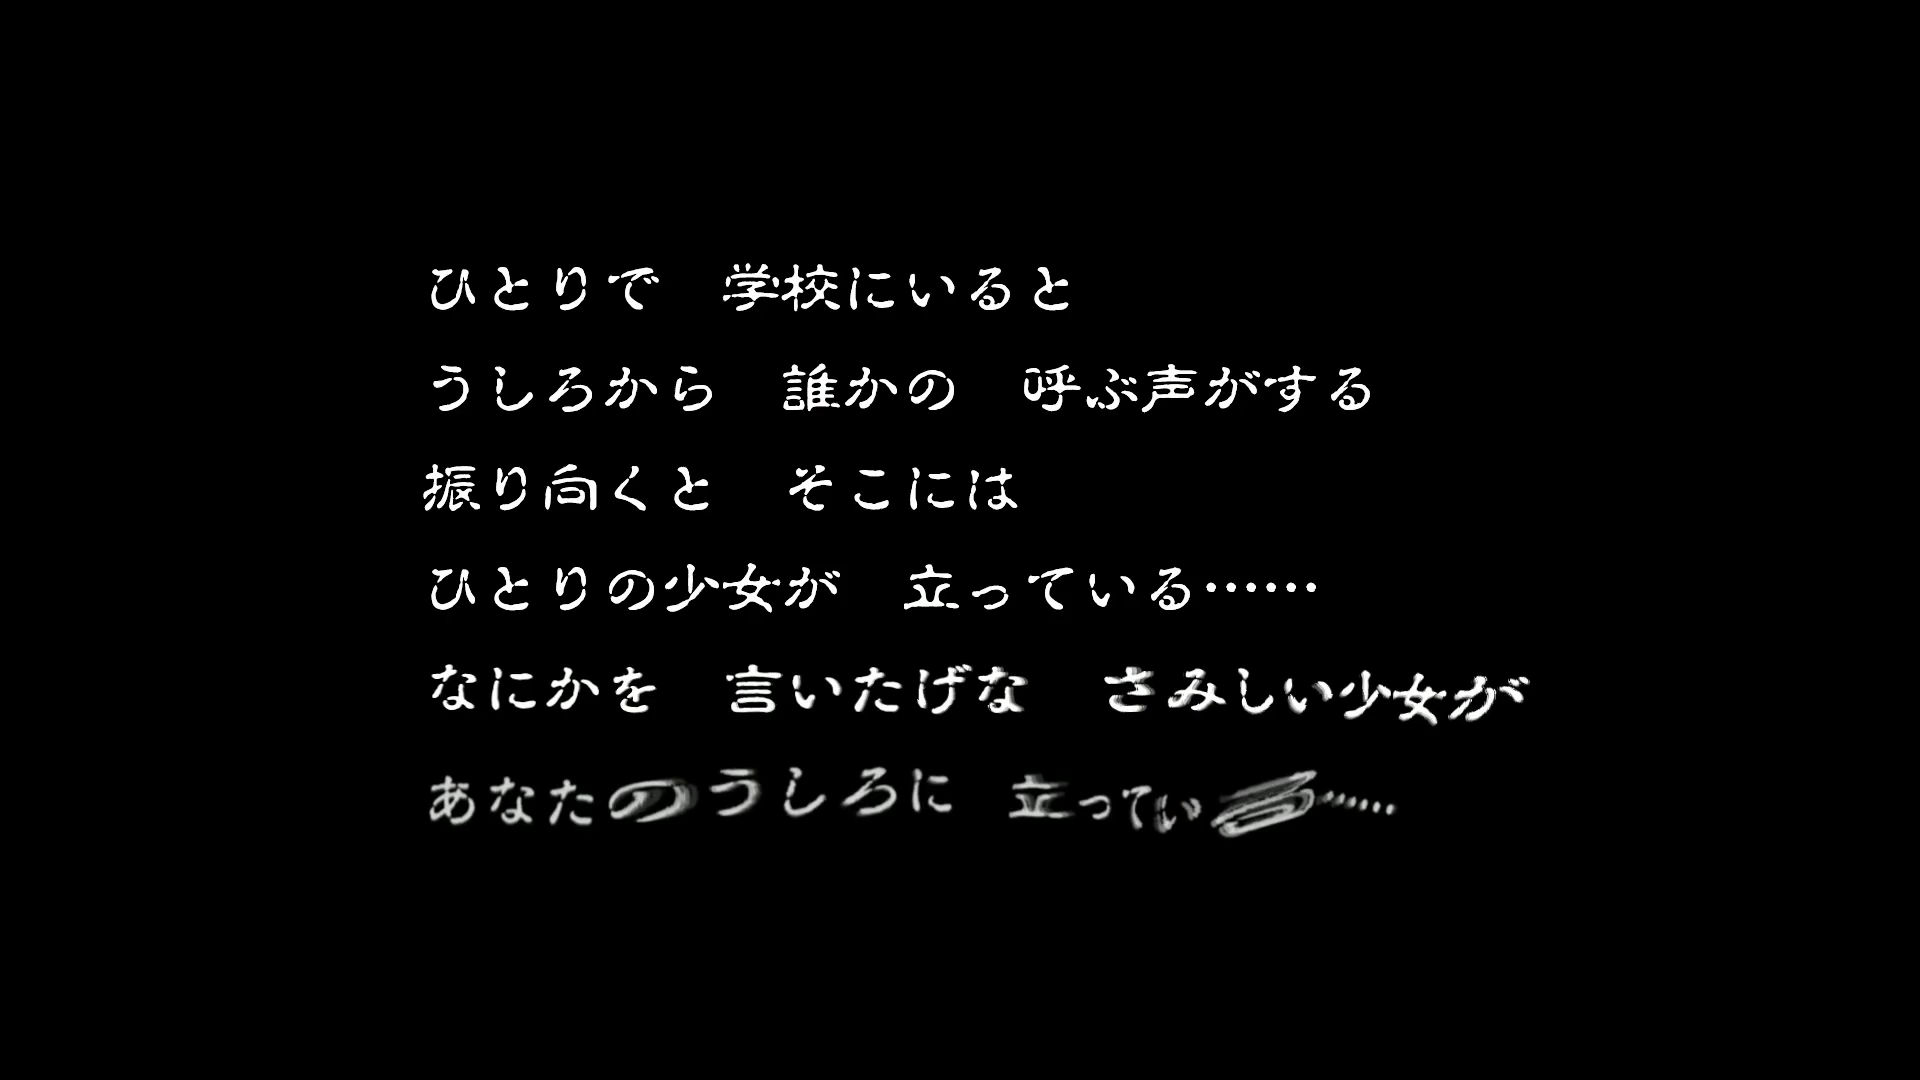 ひとりで　学校にいると
うしろから　誰かの　呼ぶ声がする
振り向くと　そこには
ひとりの少女が　立っている……
なにかを　言いたげな　さみしい少女が
あなたのうしろに　立っている……